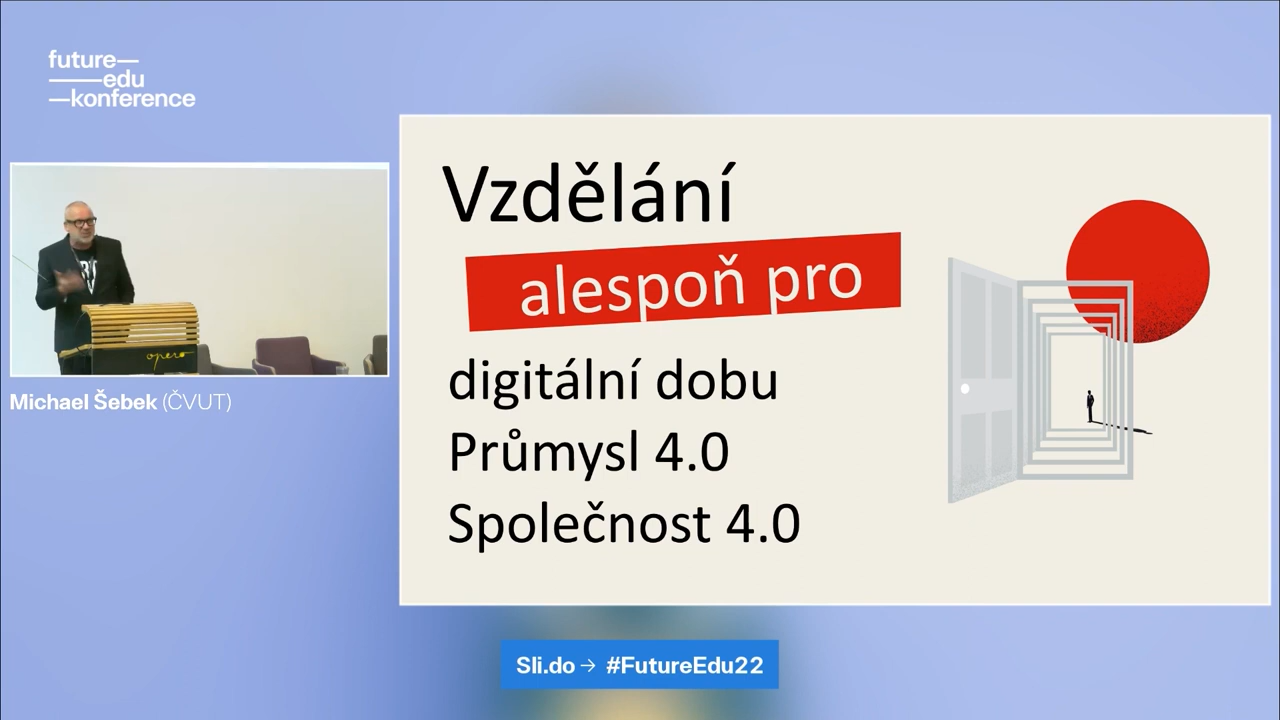 future—
——edu
—konference
Michael Šebek (ČVUT)
opero
Vzdělání
alespoň pro
digitální dobu
Průmysl 4.0
Společnost 4.0
Sli.do → #FutureEdu22